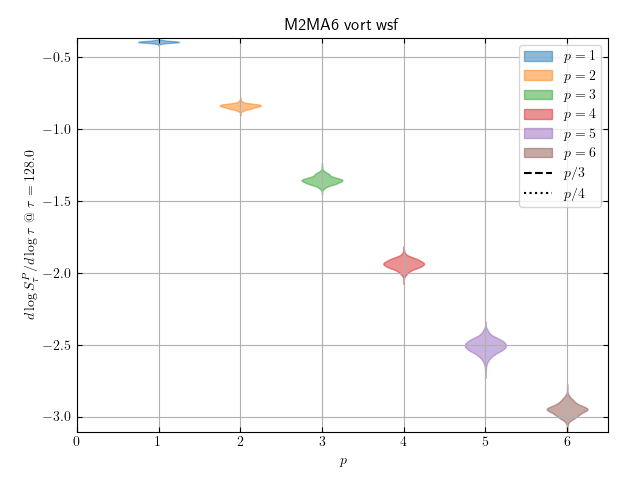 M2MA6 vort wsf
d log S_τ^P / d log τ @ τ = 128.0
−0.5
−1.0
−1.5
−2.0
−2.5
−3.0
0
1
2
3
4
5
6
p
p = 1
p = 2
p = 3
p = 4
p = 5
p = 6
p/3
p/4